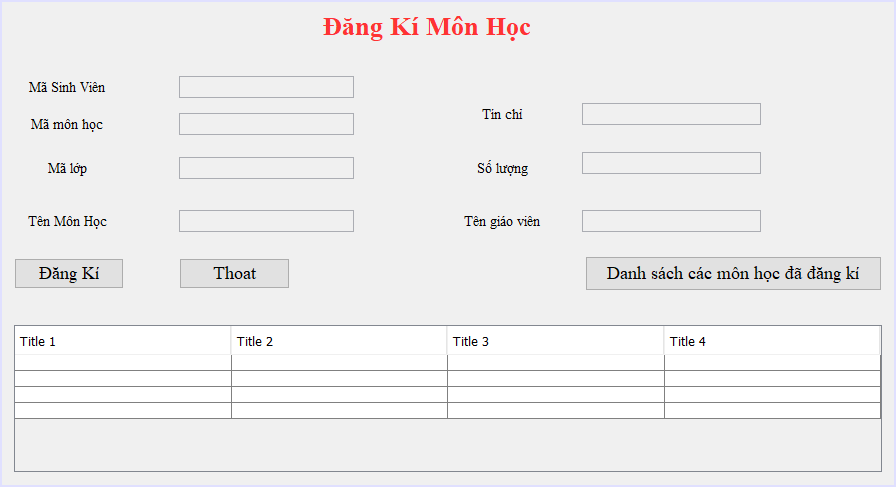 Đăng Kí Môn Học
Mã Sinh Viên
Mã môn học
Tín chí
Mã lớp
Số lượng
Tên Môn Học
Tên giáo viên
Đăng Kí
Thoat
Danh sách các môn học đã đăng kí
Title 1
Title 2
Title 3
Title 4